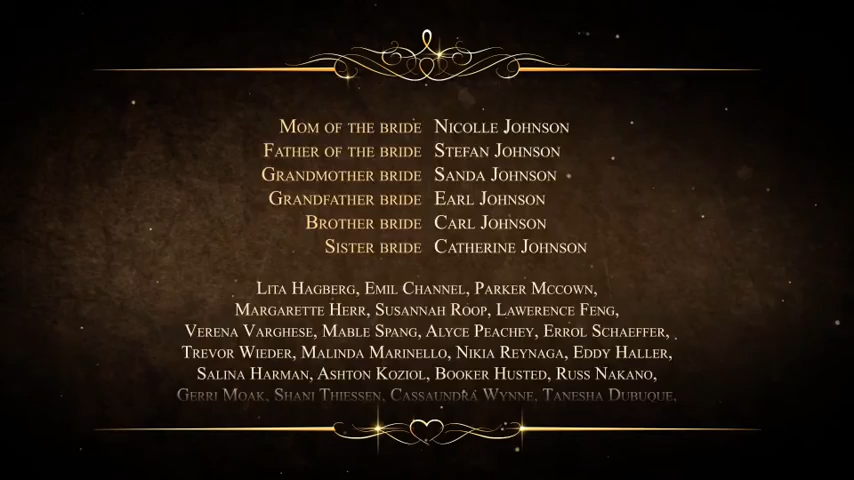 Mom of the bride Nicolle Johnson
Father of the bride Stefan Johnson
Grandmother bride Sanda Johnson
Grandfather bride Earl Johnson
Brother bride Carl Johnson
Sister bride Catherine Johnson
Lita Hagberg, Emil Channel, Parker Mccown,
Margarette Herr, Susannah Roop, Lawerence Feng,
Verena Varghese, Mable Spang, Alyce Peachey, Errol Schaeffer,
Trevor Wieder, Malinda Marinello, Nikia Reynaga, Eddy Haller,
Salina Harman, Ashton Koziol, Booker Husted, Russ Nakano,
Gerri Moak, Shani Thiessen, Cassaundra Wynne, Tanesha Dubuque,